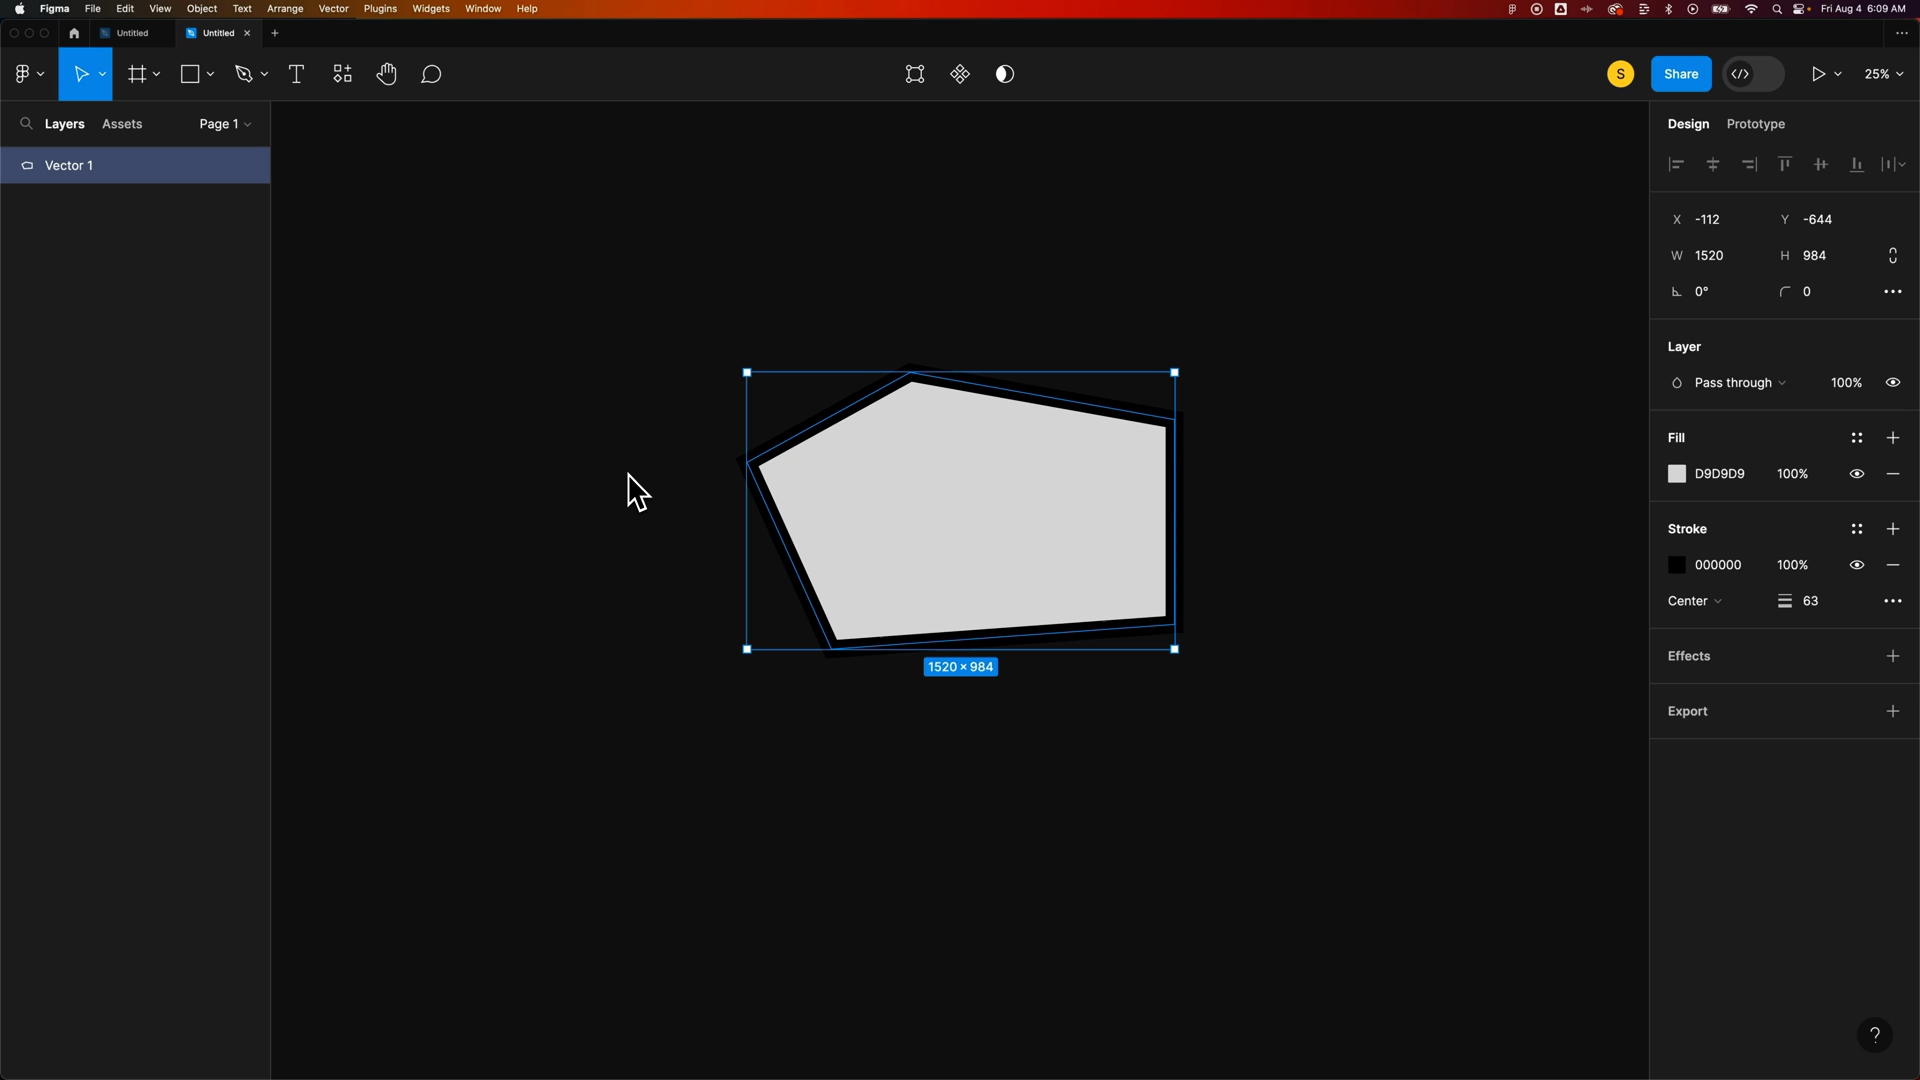 Figma File Edit View Object Text Arrange Vector Plugins Widgets Window Help Fri Aug 4 6:09 AM
Untitled Untitled
S Share 25%
Layers Assets Page 1
Vector 1
Design Prototype
X -112 Y -644
W 1520 H 984
0° 0
Layer
Pass through 100%
Fill
D9D9D9 100%
Stroke
000000 100%
Center 63
Effects
Export
1520 × 984
?